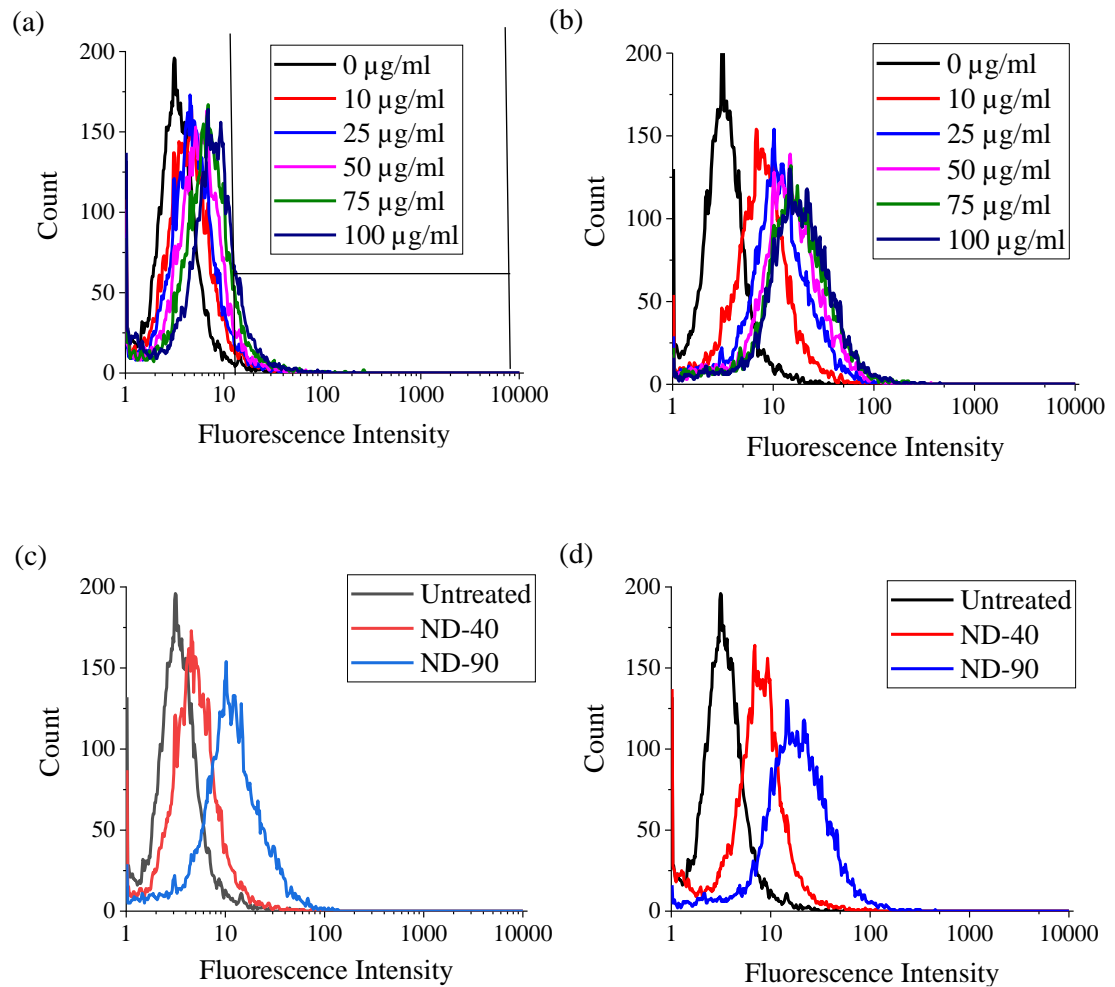 (a)
200
150
100
50
0
Count
1
10
100
1000
10000
Fluorescence Intensity
0 µg/ml
10 µg/ml
25 µg/ml
50 µg/ml
75 µg/ml
100 µg/ml
(b)
200
150
100
50
0
Count
1
10
100
1000
10000
Fluorescence Intensity
0 µg/ml
10 µg/ml
25 µg/ml
50 µg/ml
75 µg/ml
100 µg/ml
(c)
200
150
100
50
0
Count
1
10
100
1000
10000
Fluorescence Intensity
Untreated
ND-40
ND-90
(d)
200
150
100
50
0
Count
1
10
100
1000
10000
Fluorescence Intensity
Untreated
ND-40
ND-90